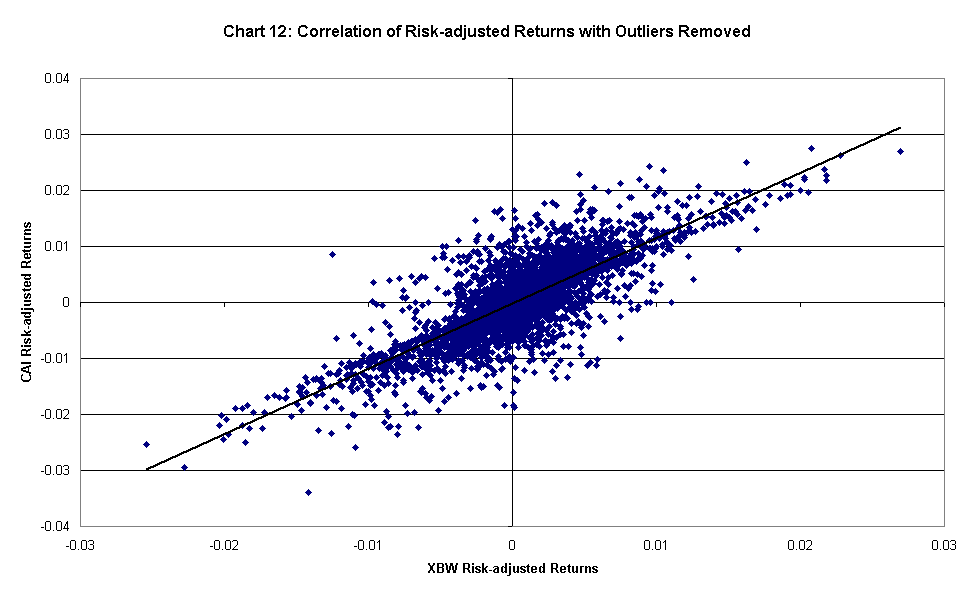 Chart 12: Correlation of Risk-adjusted Returns with Outliers Removed
0.04
0.03
0.02
0.01
0
-0.01
-0.02
-0.03
-0.04
CAI Risk-adjusted Returns
-0.03 -0.02 -0.01 0 0.01 0.02 0.03
XBW Risk-adjusted Returns